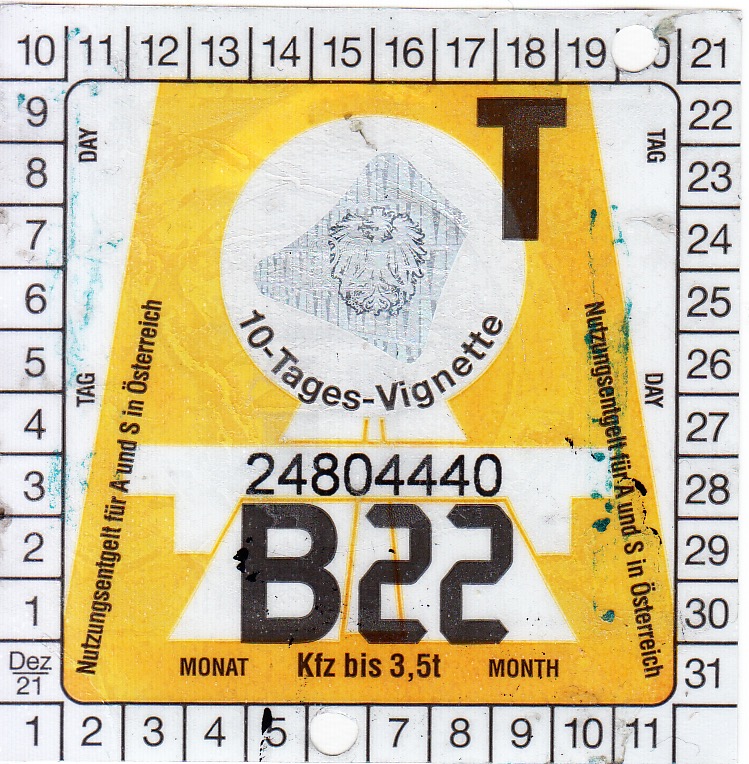 10 11 12 13 14 15 16 17 18 19 0 21
9 DAY T TAG 22
8 23
7 24
6 25
5 TAG DAY 26
4 27
3 28
2 29
1 30
Dez 21 31
10-Tages-Vignette
Nutzungsentgelt für A und S in Österreich
Nutzungsentgelt für A und S in Österreich
24804440
B22
MONAT Kfz bis 3,5t MONTH
1 2 3 4 5 7 8 9 10 11